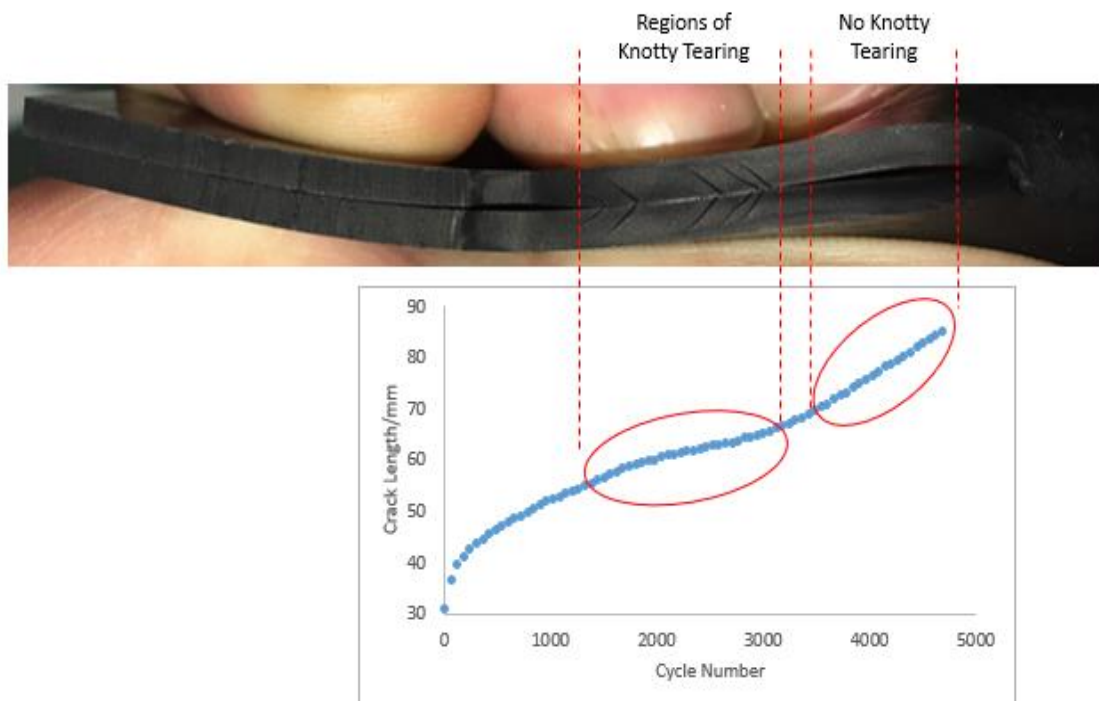 Regions of
Knotty Tearing
No Knotty
Tearing
90
80
70
60
50
40
30
Crack Length/mm
0 1000 2000 3000 4000 5000
Cycle Number